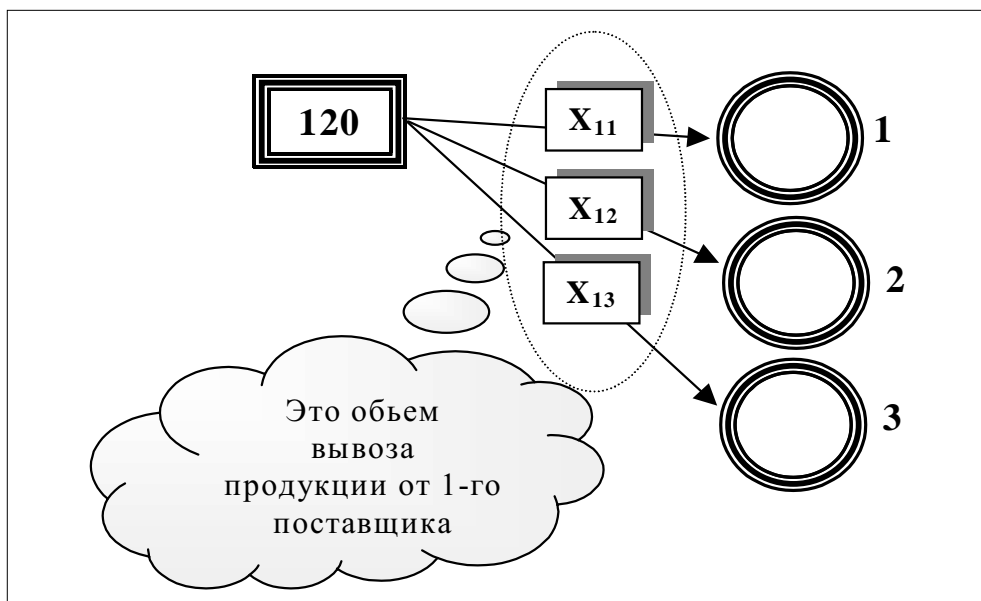 120
X11
1
X12
2
X13
3
Это обьем
вывоза
продукции от 1-го
поставщика